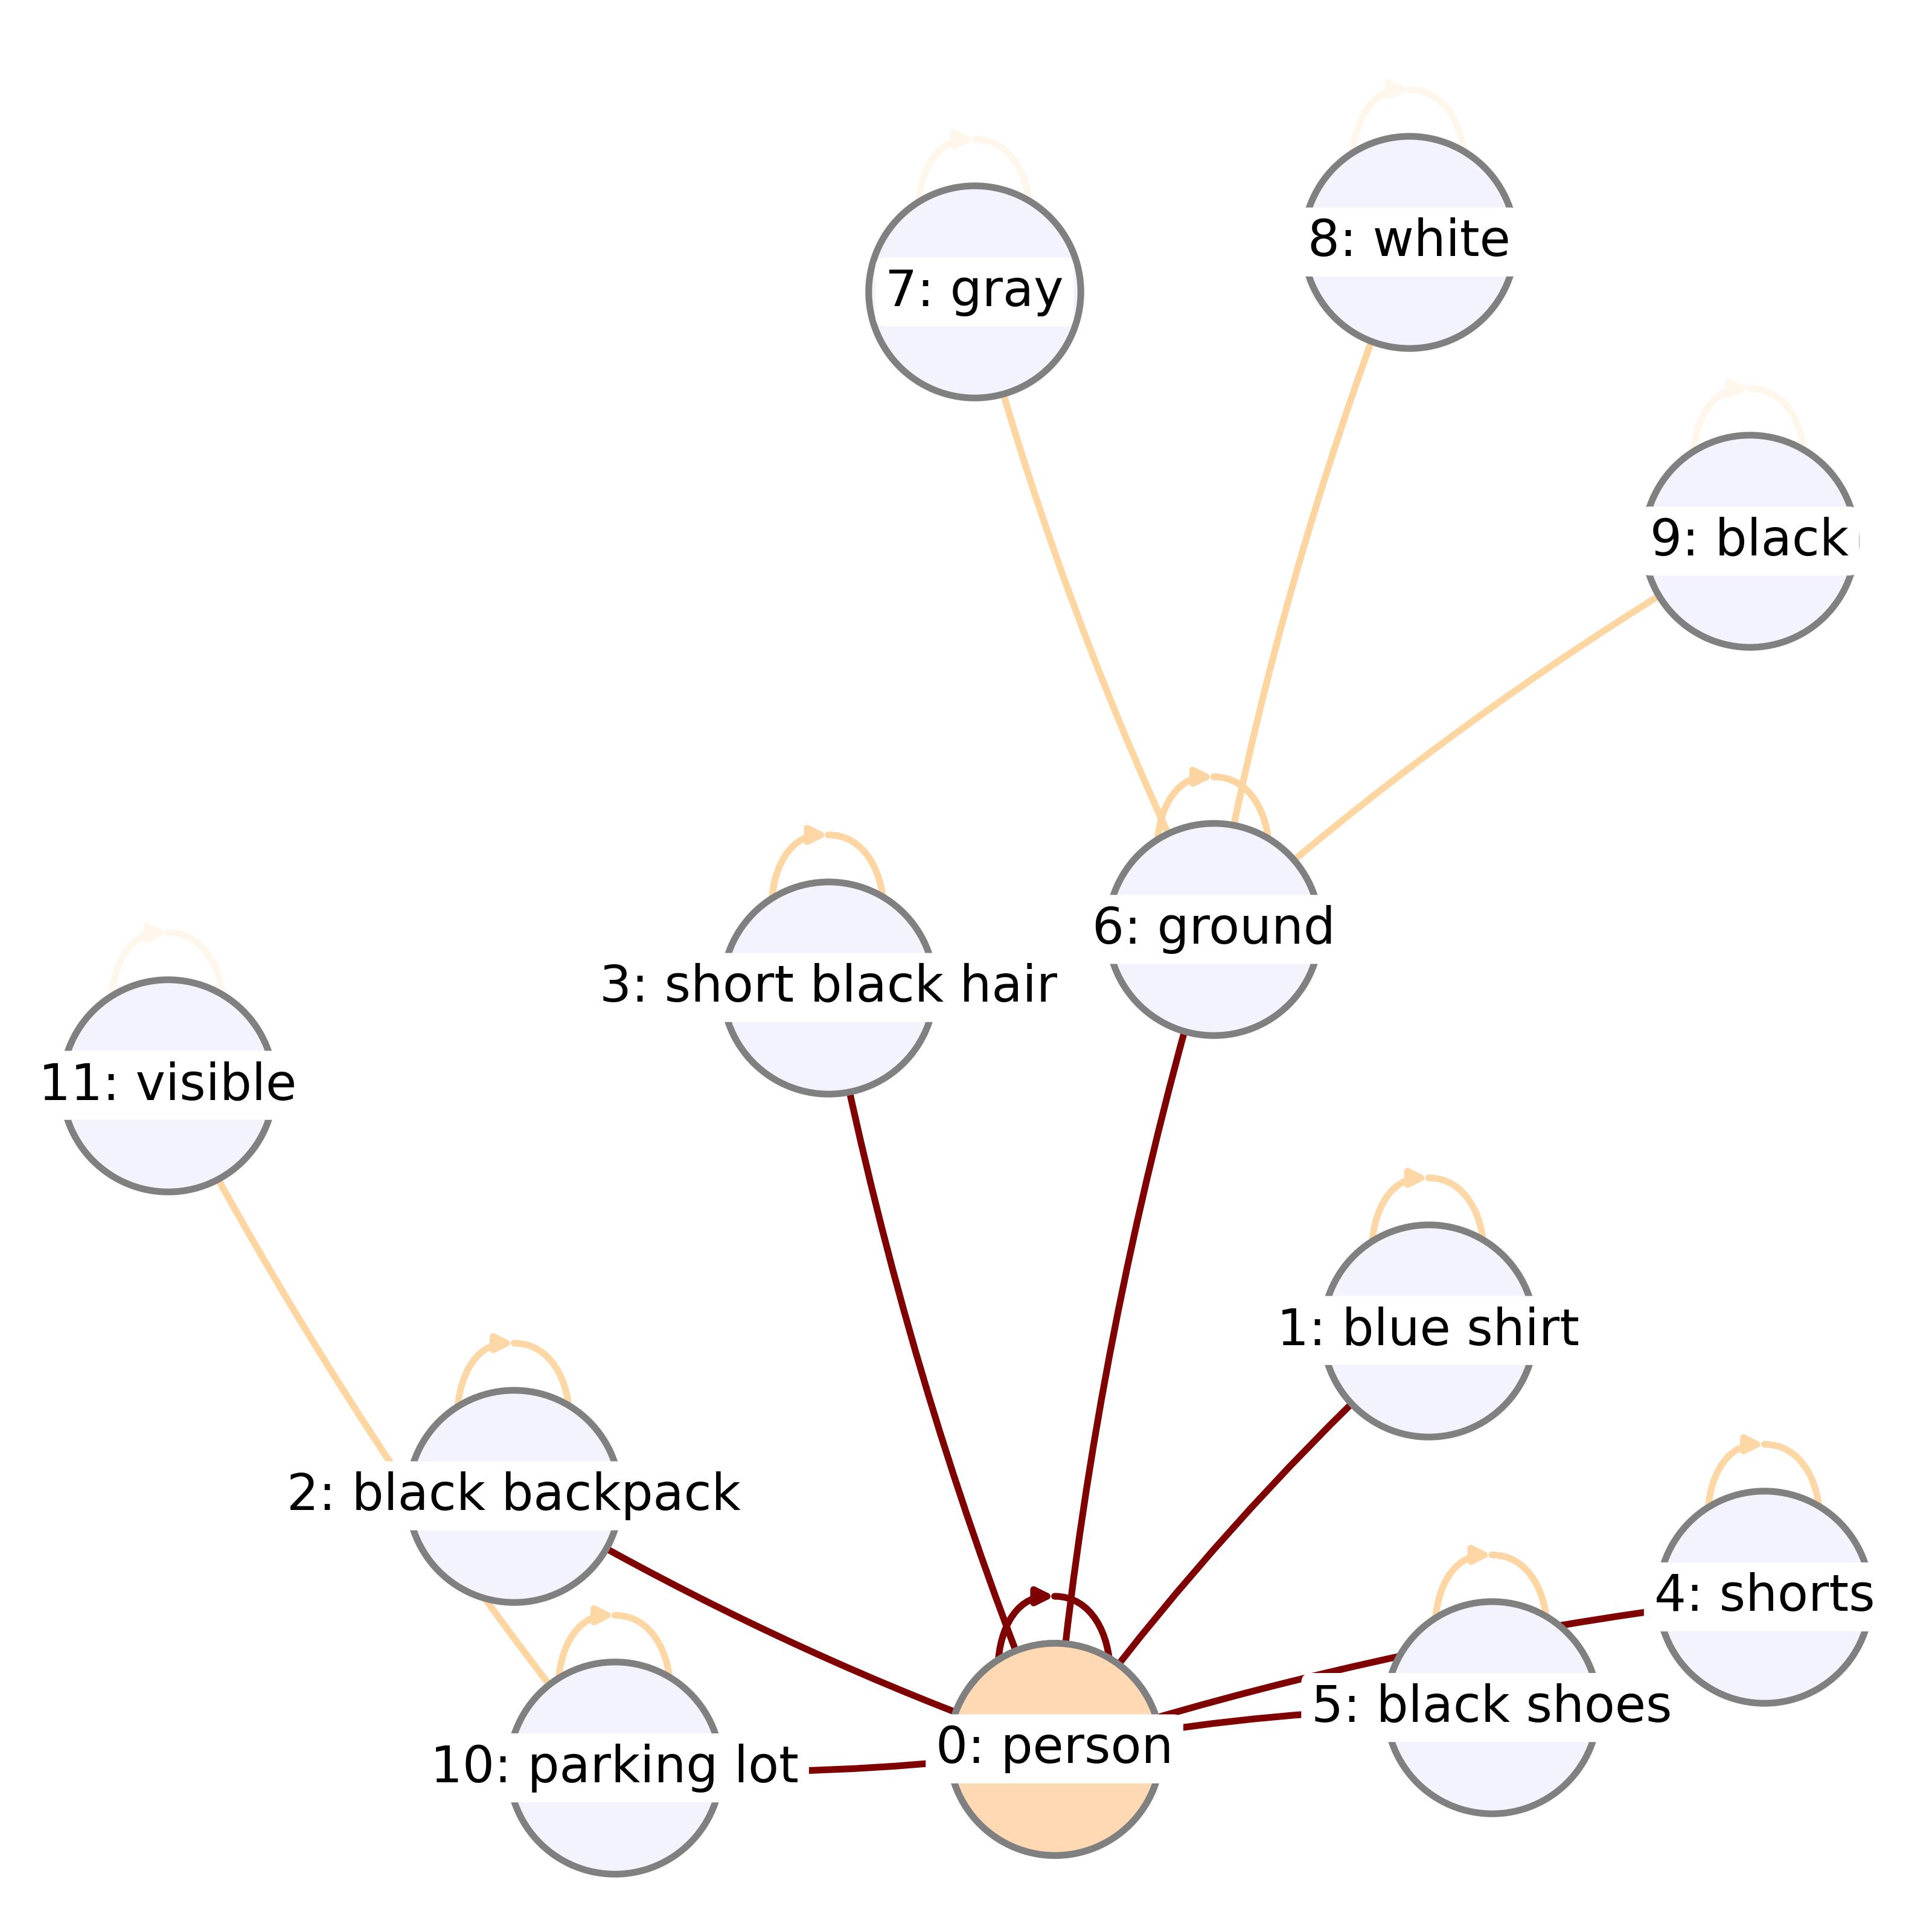 8: white
7: gray
9: black
6: ground
3: short black hair
11: visible
1: blue shirt
2: black backpack
4: shorts
5: black shoes
0: person
10: parking lot